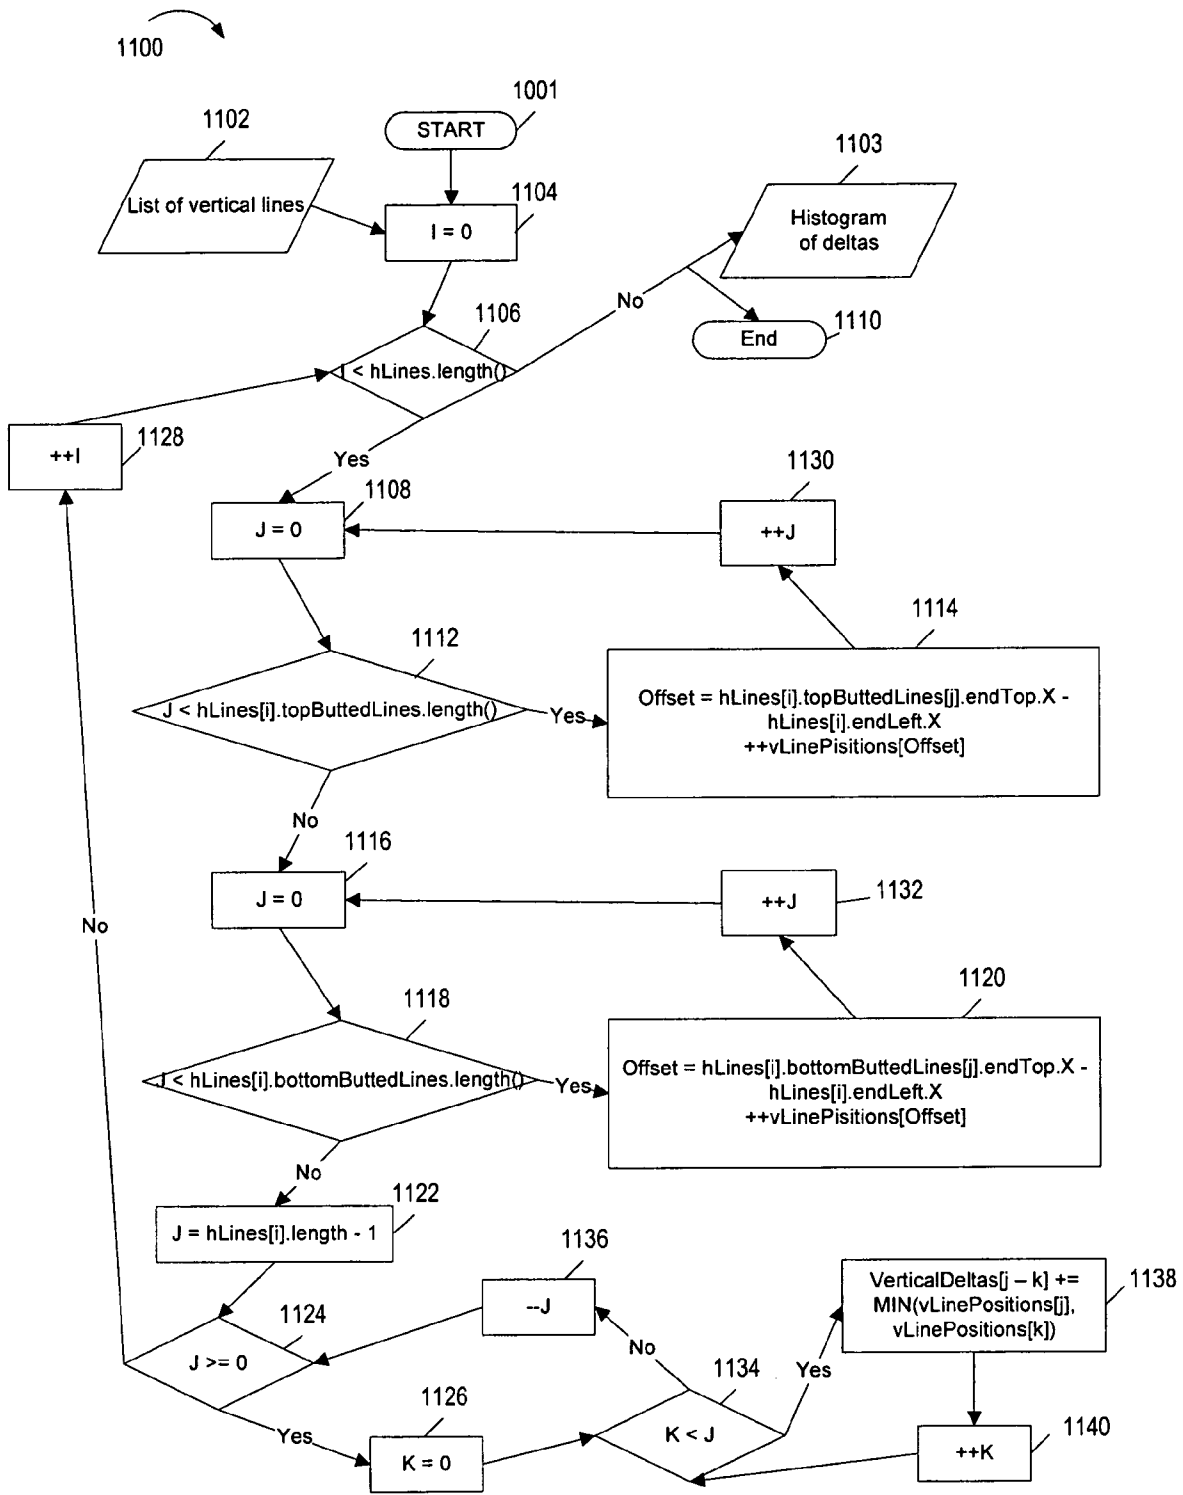 1100
1001
START
1102
List of vertical lines
1104
I = 0
1103
Histogram
of deltas
No
1106
I < hLines.length()
1110
End
1128
++I
Yes
1108
J = 0
1130
++J
1112
J < hLines[i].topButtedLines.length()
Yes
1114
Offset = hLines[i].topButtedLines[j].endTop.X -
hLines[i].endLeft.X
++vLinePisitions[Offset]
No
1116
J = 0
1132
++J
No
1118
J < hLines[i].bottomButtedLines.length()
Yes
1120
Offset = hLines[i].bottomButtedLines[j].endTop.X -
hLines[i].endLeft.X
++vLinePisitions[Offset]
No
1122
J = hLines[i].length - 1
1136
--J
1138
VerticalDeltas[j – k] +=
MIN(vLinePositions[j],
vLinePositions[k])
1124
J >= 0
No
1134
K < J
Yes
Yes
1126
K = 0
1140
++K